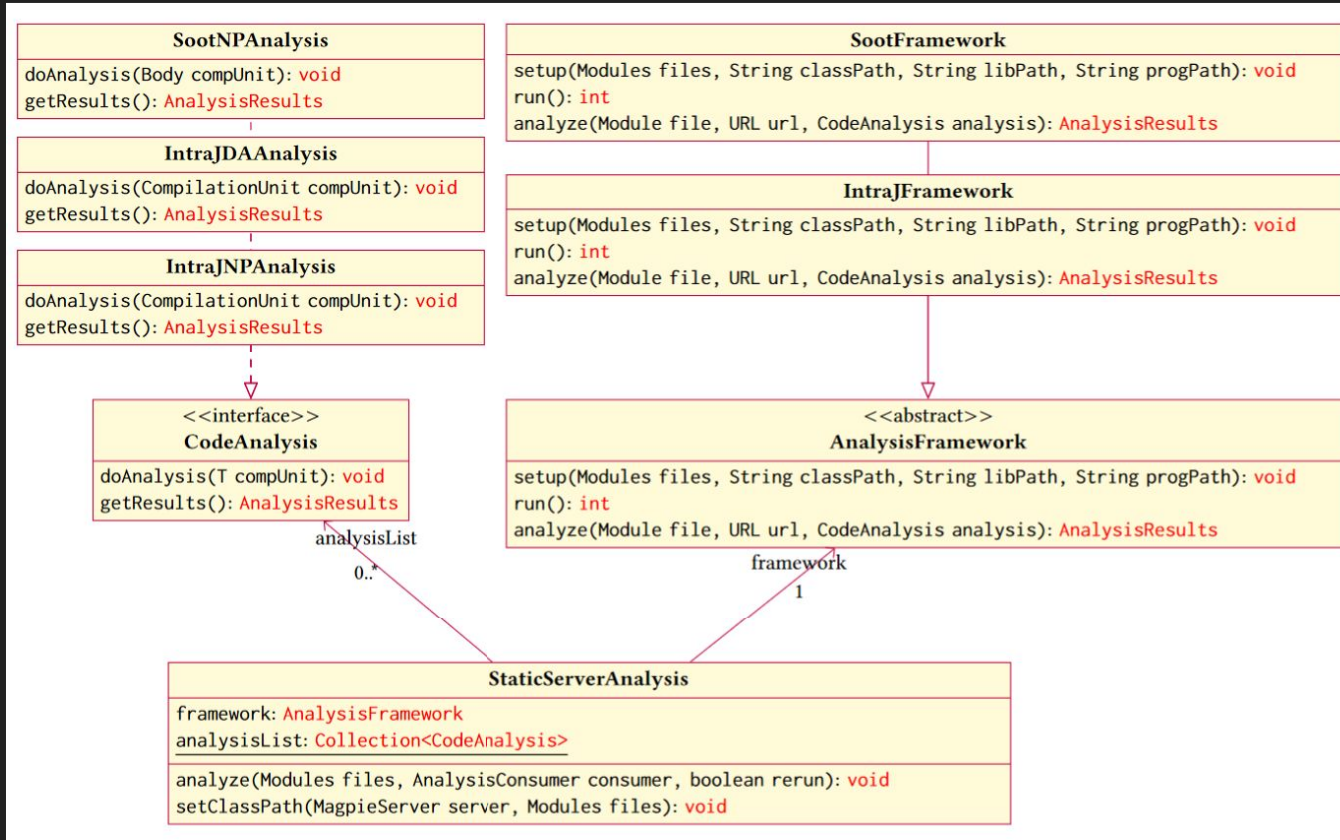 SootNPAnalysis
doAnalysis(Body compUnit): void
getResults(): AnalysisResults
IntraJDAAnalysis
doAnalysis(CompilationUnit compUnit): void
getResults(): AnalysisResults
IntraJNPAnalysis
doAnalysis(CompilationUnit compUnit): void
getResults(): AnalysisResults
<<interface>>
CodeAnalysis
doAnalysis(T compUnit): void
getResults(): AnalysisResults
SootFramework
setup(Modules files, String classPath, String libPath, String progPath): void
run(): int
analyze(Module file, URL url, CodeAnalysis analysis): AnalysisResults
IntraJFramework
setup(Modules files, String classPath, String libPath, String progPath): void
run(): int
analyze(Module file, URL url, CodeAnalysis analysis): AnalysisResults
<<abstract>>
AnalysisFramework
setup(Modules files, String classPath, String libPath, String progPath): void
run(): int
analyze(Module file, URL url, CodeAnalysis analysis): AnalysisResults
analysisList
0..*
framework
1
StaticServerAnalysis
framework: AnalysisFramework
analysisList: Collection<CodeAnalysis>
analyze(Modules files, AnalysisConsumer consumer, boolean rerun): void
setClassPath(MagpieServer server, Modules files): void